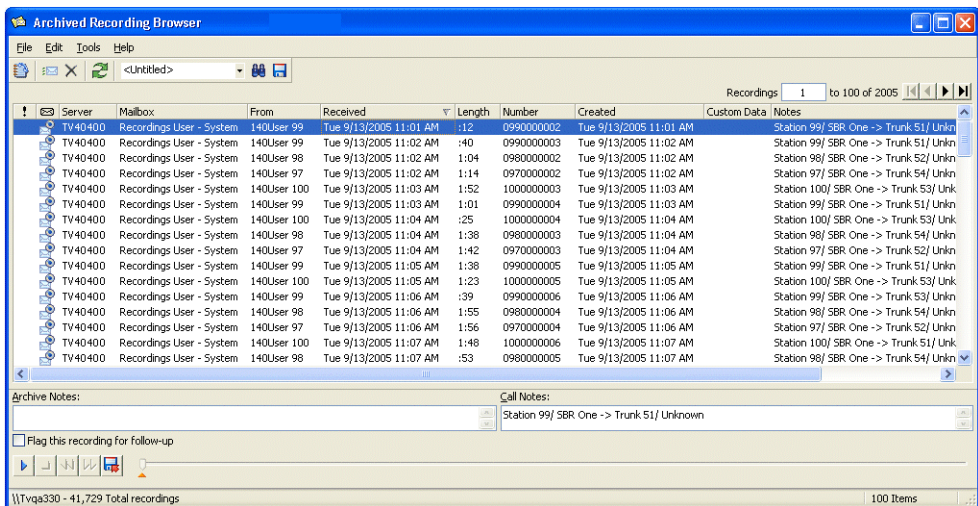 Archived Recording Browser
File Edit Tools Help
<Untitled>
Recordings 1 to 100 of 2005
! Server Mailbox From Received Length Number Created Custom Data Notes
TV40400 Recordings User - System 140User 99 Tue 9/13/2005 11:01 AM :12 0990000002 Tue 9/13/2005 11:01 AM Station 99/ SBR One -> Trunk 51/ Unkn
TV40400 Recordings User - System 140User 99 Tue 9/13/2005 11:02 AM :40 0990000003 Tue 9/13/2005 11:02 AM Station 99/ SBR One -> Trunk 51/ Unkn
TV40400 Recordings User - System 140User 98 Tue 9/13/2005 11:02 AM 1:04 0980000002 Tue 9/13/2005 11:02 AM Station 98/ SBR One -> Trunk 52/ Unkn
TV40400 Recordings User - System 140User 97 Tue 9/13/2005 11:02 AM 1:14 0970000002 Tue 9/13/2005 11:02 AM Station 97/ SBR One -> Trunk 54/ Unkn
TV40400 Recordings User - System 140User 100 Tue 9/13/2005 11:03 AM 1:52 1000000003 Tue 9/13/2005 11:03 AM Station 100/ SBR One -> Trunk 53/ Unk
TV40400 Recordings User - System 140User 99 Tue 9/13/2005 11:03 AM 1:01 0990000004 Tue 9/13/2005 11:03 AM Station 99/ SBR One -> Trunk 51/ Unkn
TV40400 Recordings User - System 140User 100 Tue 9/13/2005 11:04 AM :25 1000000004 Tue 9/13/2005 11:04 AM Station 100/ SBR One -> Trunk 53/ Unk
TV40400 Recordings User - System 140User 98 Tue 9/13/2005 11:04 AM 1:38 0980000003 Tue 9/13/2005 11:04 AM Station 98/ SBR One -> Trunk 54/ Unkn
TV40400 Recordings User - System 140User 97 Tue 9/13/2005 11:04 AM 1:42 0970000003 Tue 9/13/2005 11:04 AM Station 97/ SBR One -> Trunk 52/ Unkn
TV40400 Recordings User - System 140User 99 Tue 9/13/2005 11:05 AM 1:38 0990000005 Tue 9/13/2005 11:05 AM Station 99/ SBR One -> Trunk 51/ Unkn
TV40400 Recordings User - System 140User 100 Tue 9/13/2005 11:05 AM 1:23 1000000005 Tue 9/13/2005 11:05 AM Station 100/ SBR One -> Trunk 53/ Unk
TV40400 Recordings User - System 140User 99 Tue 9/13/2005 11:06 AM :39 0990000006 Tue 9/13/2005 11:06 AM Station 99/ SBR One -> Trunk 53/ Unkn
TV40400 Recordings User - System 140User 98 Tue 9/13/2005 11:06 AM 1:55 0980000004 Tue 9/13/2005 11:06 AM Station 98/ SBR One -> Trunk 54/ Unkn
TV40400 Recordings User - System 140User 97 Tue 9/13/2005 11:06 AM 1:56 0970000004 Tue 9/13/2005 11:06 AM Station 97/ SBR One -> Trunk 52/ Unkn
TV40400 Recordings User - System 140User 100 Tue 9/13/2005 11:07 AM 1:48 1000000006 Tue 9/13/2005 11:07 AM Station 100/ SBR One -> Trunk 51/ Unk
TV40400 Recordings User - System 140User 98 Tue 9/13/2005 11:07 AM :53 0980000005 Tue 9/13/2005 11:07 AM Station 98/ SBR One -> Trunk 54/ Unkn
Archive Notes: Call Notes:
Station 99/ SBR One -> Trunk 51/ Unknown
Flag this recording for follow-up
\\Tvqa330 - 41,729 Total recordings 100 Items